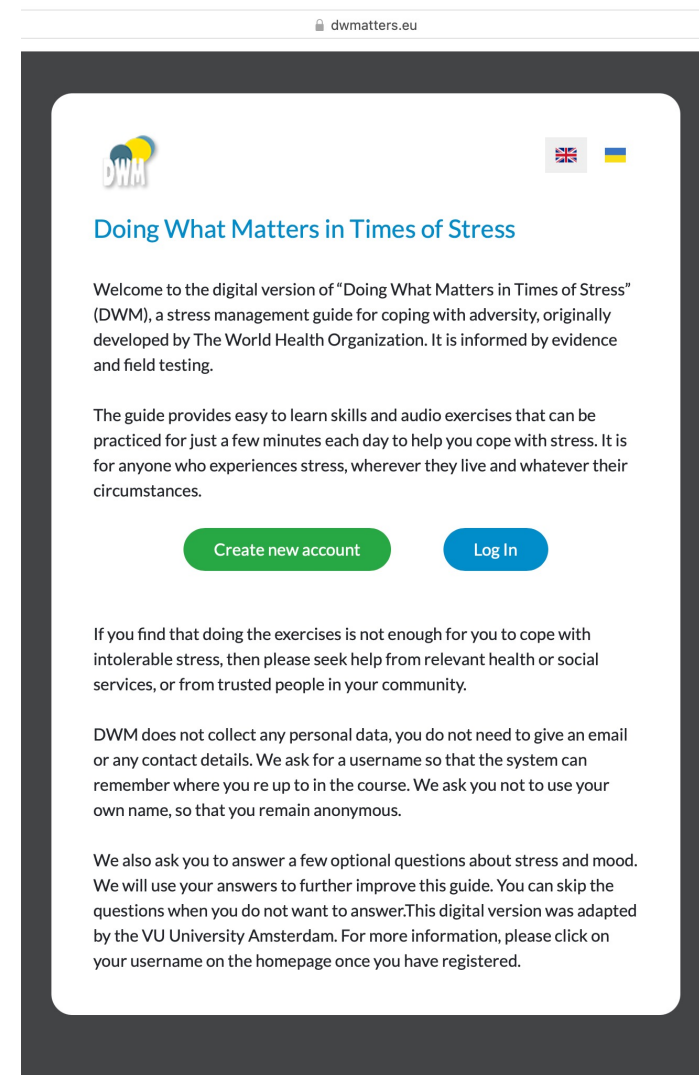 dwmatters.eu
DWM
Doing What Matters in Times of Stress
Welcome to the digital version of “Doing What Matters in Times of Stress”
(DWM), a stress management guide for coping with adversity, originally
developed by The World Health Organization. It is informed by evidence
and field testing.
The guide provides easy to learn skills and audio exercises that can be
practiced for just a few minutes each day to help you cope with stress. It is
for anyone who experiences stress, wherever they live and whatever their
circumstances.
Create new account
Log In
If you find that doing the exercises is not enough for you to cope with
intolerable stress, then please seek help from relevant health or social
services, or from trusted people in your community.
DWM does not collect any personal data, you do not need to give an email
or any contact details. We ask for a username so that the system can
remember where you re up to in the course. We ask you not to use your
own name, so that you remain anonymous.
We also ask you to answer a few optional questions about stress and mood.
We will use your answers to further improve this guide. You can skip the
questions when you do not want to answer.This digital version was adapted
by the VU University Amsterdam. For more information, please click on
your username on the homepage once you have registered.